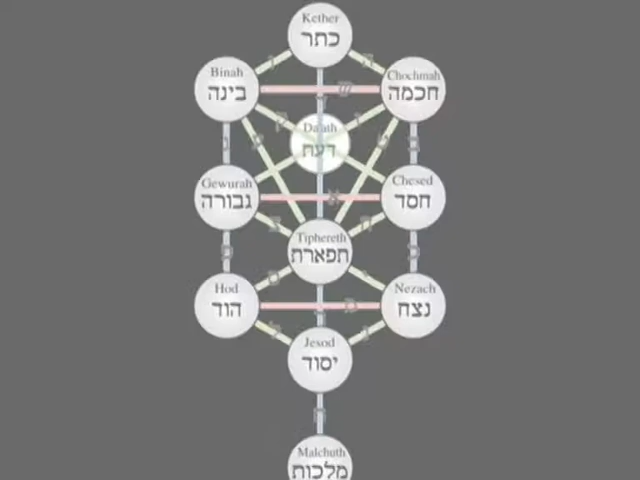 Kether
כתר
Binah
בינה
Chochmah
חכמה
Daath
דעת
Gewurah
גבורה
Chesed
חסד
Tiphereth
תפארת
Hod
הוד
Nezach
נצח
Jesod
יסוד
Malchuth
מלכות